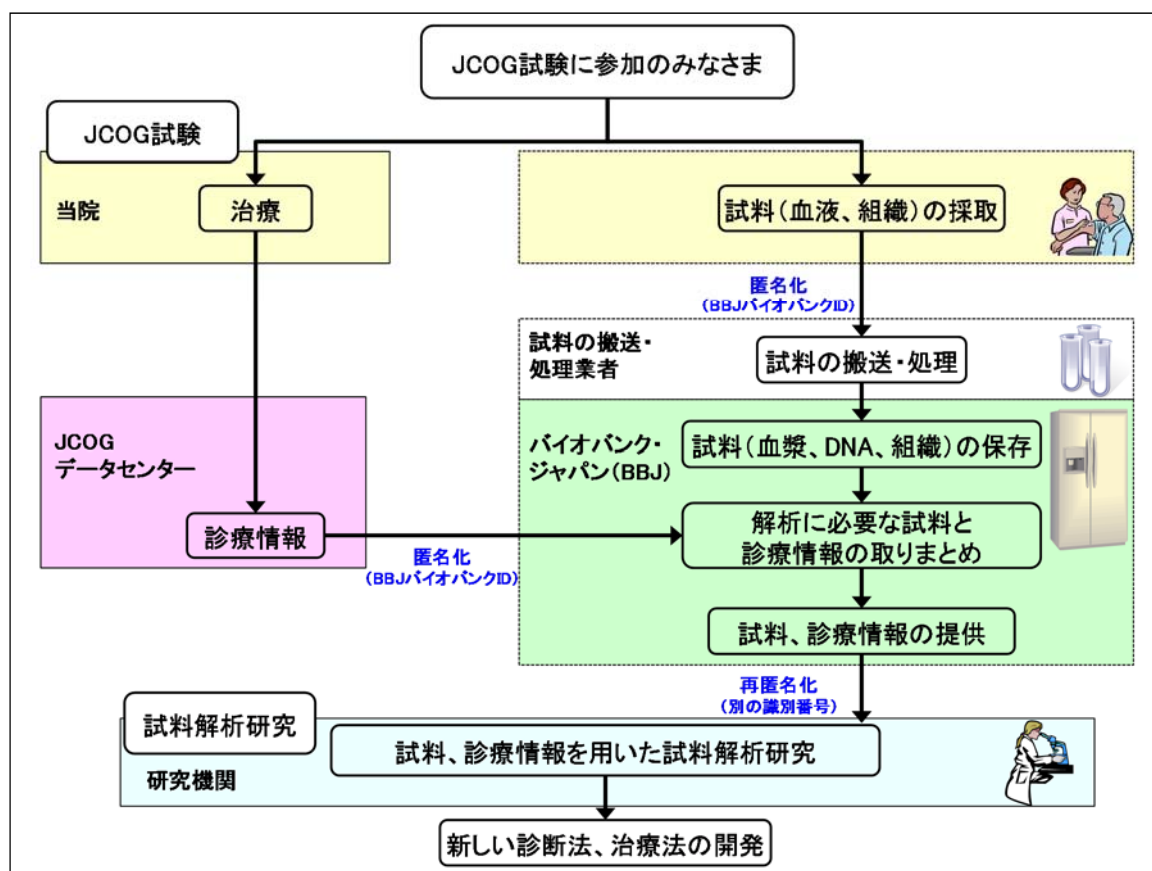 JCOG試験に参加のみなさま
JCOG試験
当院
治療
試料(血液、組織)の採取
匿名化
(BBJバイオバンクID)
試料の搬送・
処理業者
試料の搬送・処理
JCOG
データセンター
バイオバンク・
ジャパン(BBJ)
試料(血漿、DNA、組織)の保存
診療情報
解析に必要な試料と
診療情報の取りまとめ
匿名化
(BBJバイオバンクID)
試料、診療情報の提供
再匿名化
(別の識別番号)
試料解析研究
試料、診療情報を用いた試料解析研究
研究機関
新しい診断法、治療法の開発